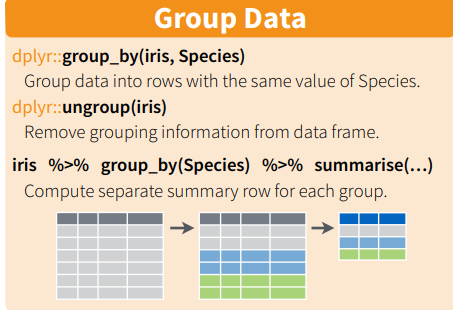 Group Data
dplyr::group_by(iris, Species)
Group data into rows with the same value of Species.
dplyr::ungroup(iris)
Remove grouping information from data frame.
iris %>% group_by(Species) %>% summarise(…)
Compute separate summary row for each group.